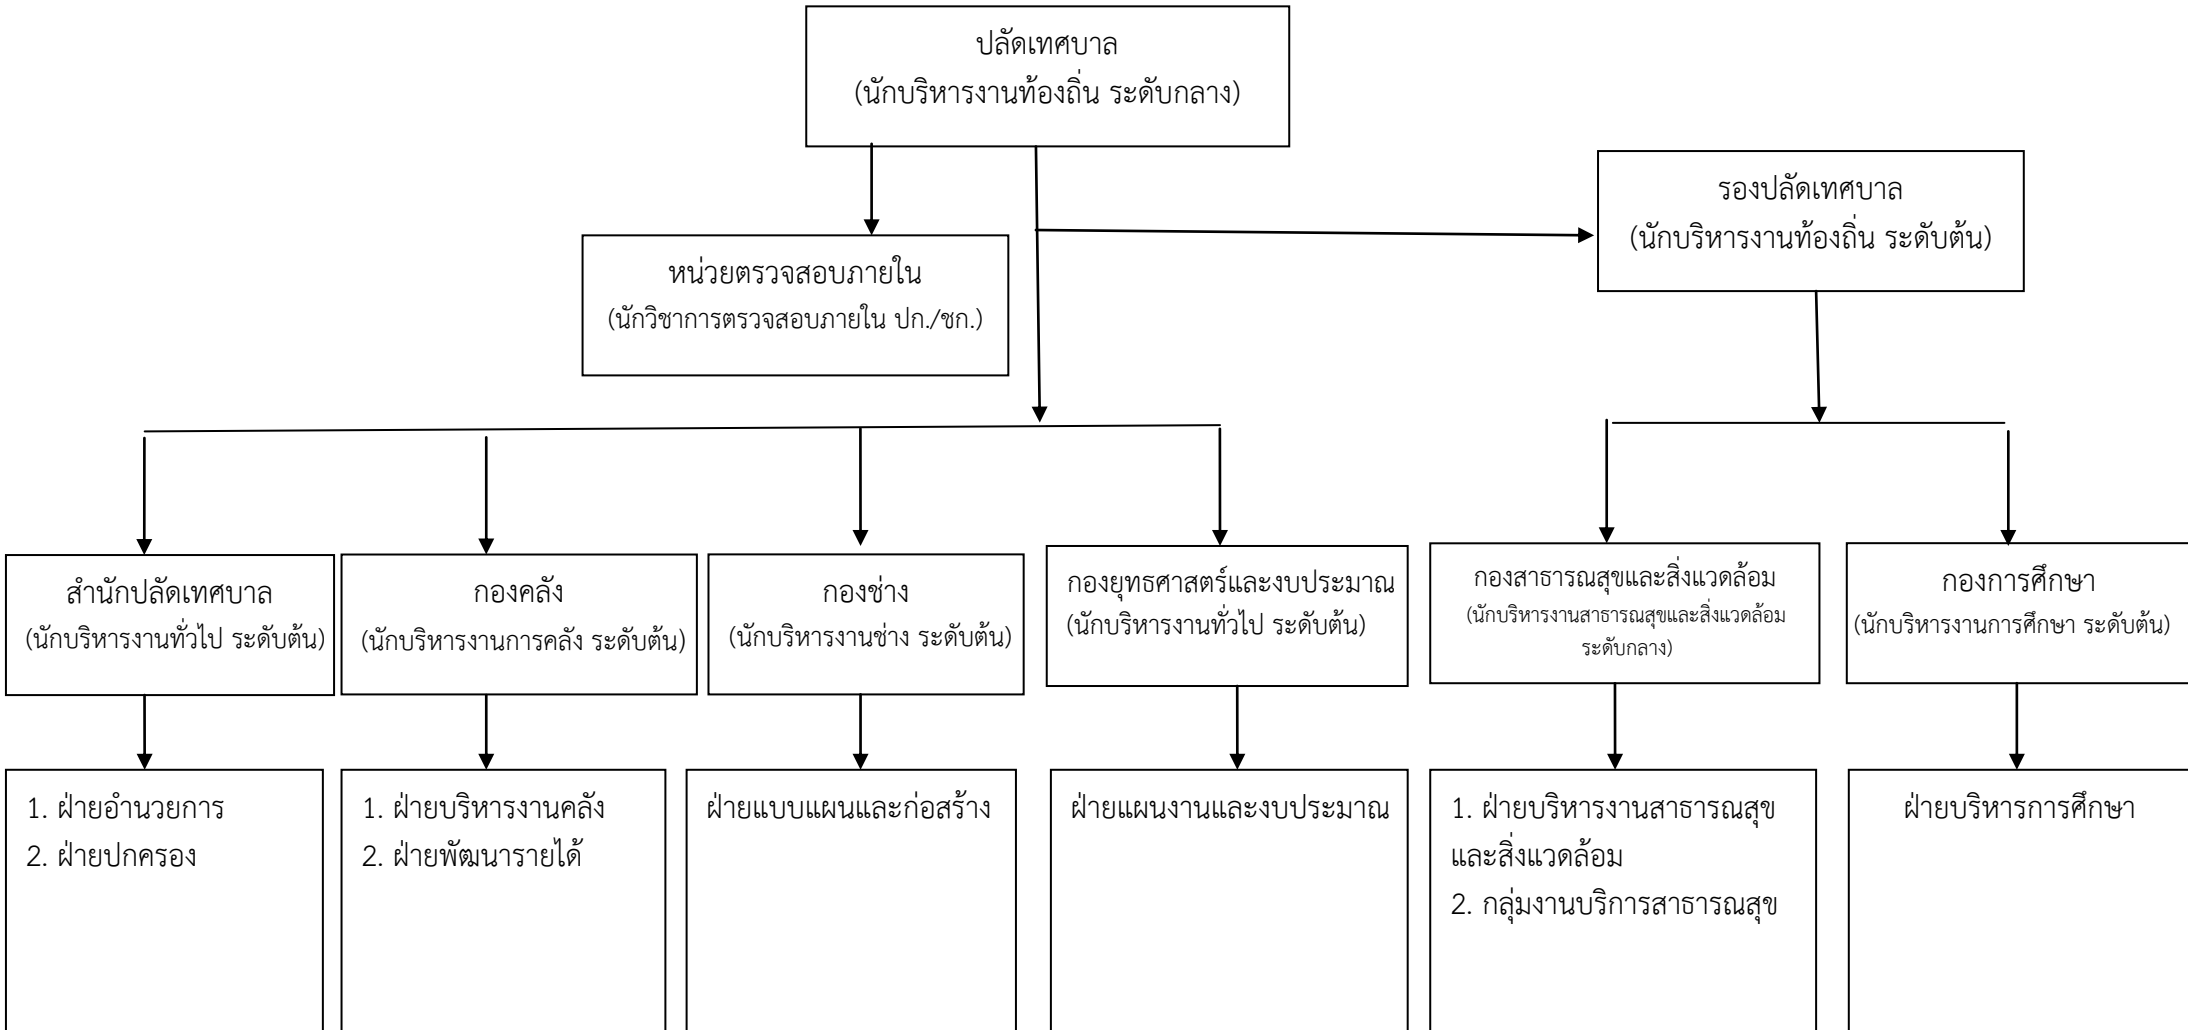 ปลัดเทศบาล
(นักบริหารงานท้องถิ่น ระดับกลาง)
รองปลัดเทศบาล
(นักบริหารงานท้องถิ่น ระดับต้น)
หน่วยตรวจสอบภายใน
(นักวิชาการตรวจสอบภายใน ปก./ชก.)
สำนักปลัดเทศบาล
(นักบริหารงานทั่วไป ระดับต้น)
กองคลัง
(นักบริหารงานการคลัง ระดับต้น)
กองช่าง
(นักบริหารงานช่าง ระดับต้น)
กองยุทธศาสตร์และงบประมาณ
(นักบริหารงานทั่วไป ระดับต้น)
กองสาธารณสุขและสิ่งแวดล้อม
(นักบริหารงานสาธารณสุขและสิ่งแวดล้อม
ระดับกลาง)
กองการศึกษา
(นักบริหารงานการศึกษา ระดับต้น)
1. ฝ่ายอำนวยการ
2. ฝ่ายปกครอง
1. ฝ่ายบริหารงานคลัง
2. ฝ่ายพัฒนารายได้
ฝ่ายแบบแผนและก่อสร้าง
ฝ่ายแผนงานและงบประมาณ
1. ฝ่ายบริหารงานสาธารณสุข
และสิ่งแวดล้อม
2. กลุ่มงานบริการสาธารณสุข
ฝ่ายบริหารการศึกษา